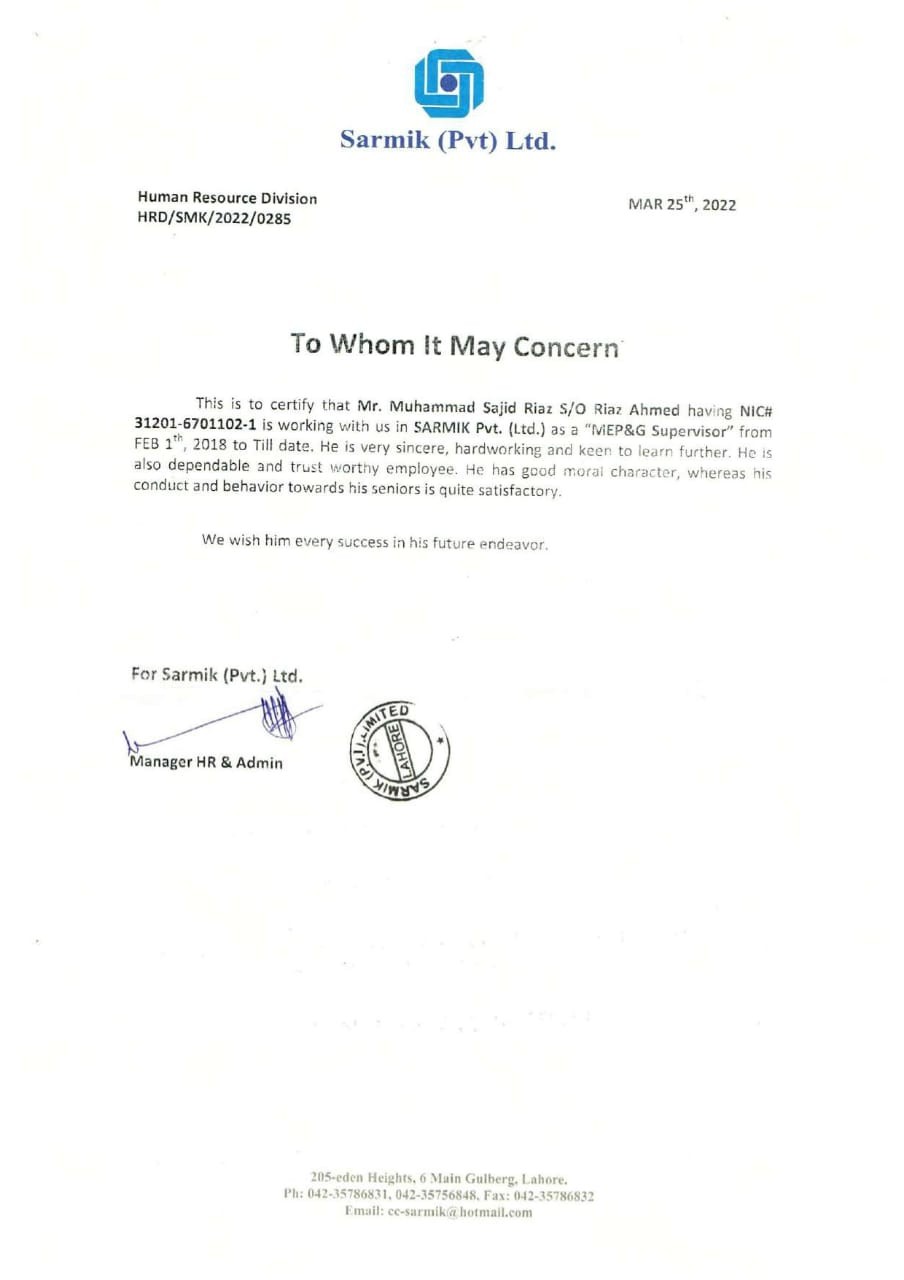 Sarmik (Pvt) Ltd.
Human Resource Division
HRD/SMK/2022/0285
MAR 25th, 2022
To Whom It May Concern
This is to certify that Mr. Muhammad Sajid Riaz S/O Riaz Ahmed having NIC#
31201-6701102-1 is working with us in SARMIK Pvt. (Ltd.) as a “MEP&G Supervisor” from
FEB 1th, 2018 to Till date. He is very sincere, hardworking and keen to learn further. He is
also dependable and trust worthy employee. He has good moral character, whereas his
conduct and behavior towards his seniors is quite satisfactory.
We wish him every success in his future endeavor.
For Sarmik (Pvt.) Ltd.
Manager HR & Admin
SARMIK (PVT) LIMITED
LAHORE
205-eden Heights, 6 Main Gulberg, Lahore.
Ph: 042-35786831, 042-35756848, Fax: 042-35786832
Email: cc-sarmik@hotmail.com